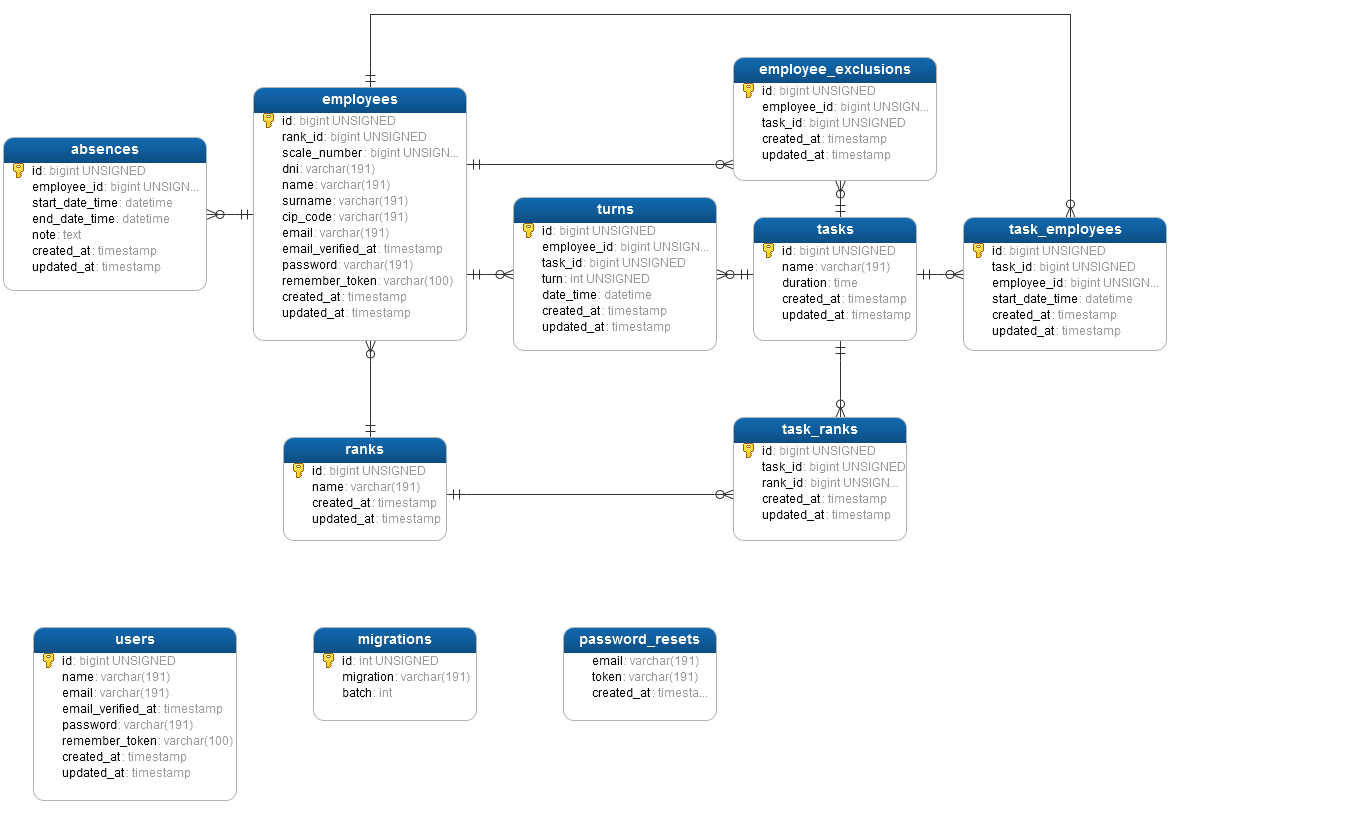 employee_exclusions
id: bigint UNSIGNED
employee_id: bigint UNSIGN...
task_id: bigint UNSIGNED
created_at: timestamp
updated_at: timestamp
employees
id: bigint UNSIGNED
rank_id: bigint UNSIGNED
scale_number: bigint UNSIGN...
dni: varchar(191)
name: varchar(191)
surname: varchar(191)
cip_code: varchar(191)
email: varchar(191)
email_verified_at: timestamp
password: varchar(191)
remember_token: varchar(100)
created_at: timestamp
updated_at: timestamp
absences
id: bigint UNSIGNED
employee_id: bigint UNSIGN...
start_date_time: datetime
end_date_time: datetime
note: text
created_at: timestamp
updated_at: timestamp
turns
id: bigint UNSIGNED
employee_id: bigint UNSIGN...
task_id: bigint UNSIGNED
turn: int UNSIGNED
date_time: datetime
created_at: timestamp
updated_at: timestamp
tasks
id: bigint UNSIGNED
name: varchar(191)
duration: time
created_at: timestamp
updated_at: timestamp
task_employees
id: bigint UNSIGNED
task_id: bigint UNSIGNED
employee_id: bigint UNSIGN...
start_date_time: datetime
created_at: timestamp
updated_at: timestamp
ranks
id: bigint UNSIGNED
name: varchar(191)
created_at: timestamp
updated_at: timestamp
task_ranks
id: bigint UNSIGNED
task_id: bigint UNSIGNED
rank_id: bigint UNSIGN...
created_at: timestamp
updated_at: timestamp
users
id: bigint UNSIGNED
name: varchar(191)
email: varchar(191)
email_verified_at: timestamp
password: varchar(191)
remember_token: varchar(100)
created_at: timestamp
updated_at: timestamp
migrations
id: int UNSIGNED
migration: varchar(191)
batch: int
password_resets
email: varchar(191)
token: varchar(191)
created_at: timesta...